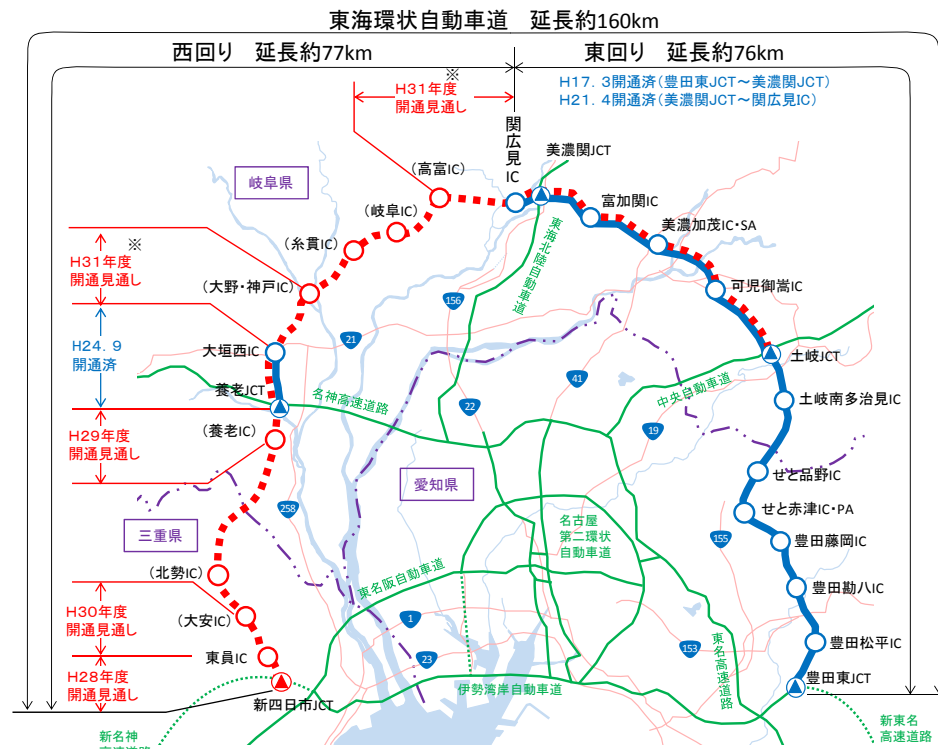 東海環状自動車道　延長約160km
西回り　延長約77km
東回り　延長約76km
※
H31年度
開通見通し
H17. 3開通済(豊田東JCT～美濃関JCT)
H21. 4開通済(美濃関JCT～関広見IC)
関広見IC
美濃関JCT
岐阜県
(高富IC)
富加関IC
(岐阜IC)
美濃加茂IC・SA
東海北陸自動車道
(糸貫IC)
※
H31年度
開通見通し
(大野・神戸IC)
可児御嵩IC
156
21
H24. 9
開通済
大垣西IC
土岐JCT
養老JCT
名神高速道路
41
中央自動車道
土岐南多治見IC
22
19
H29年度
開通見通し
(養老IC)
せと品野IC
愛知県
258
せと赤津IC・PA
三重県
名古屋
第二環状
自動車道
155
豊田藤岡IC
(北勢IC)
東名阪自動車道
豊田勘八IC
H30年度
開通見通し
(大安IC)
1
豊田松平IC
東員IC
23
153
東名高速道路
H28年度
開通見通し
新四日市JCT
伊勢湾岸自動車道
豊田東JCT
新名神
高速道路
新東名
高速道路